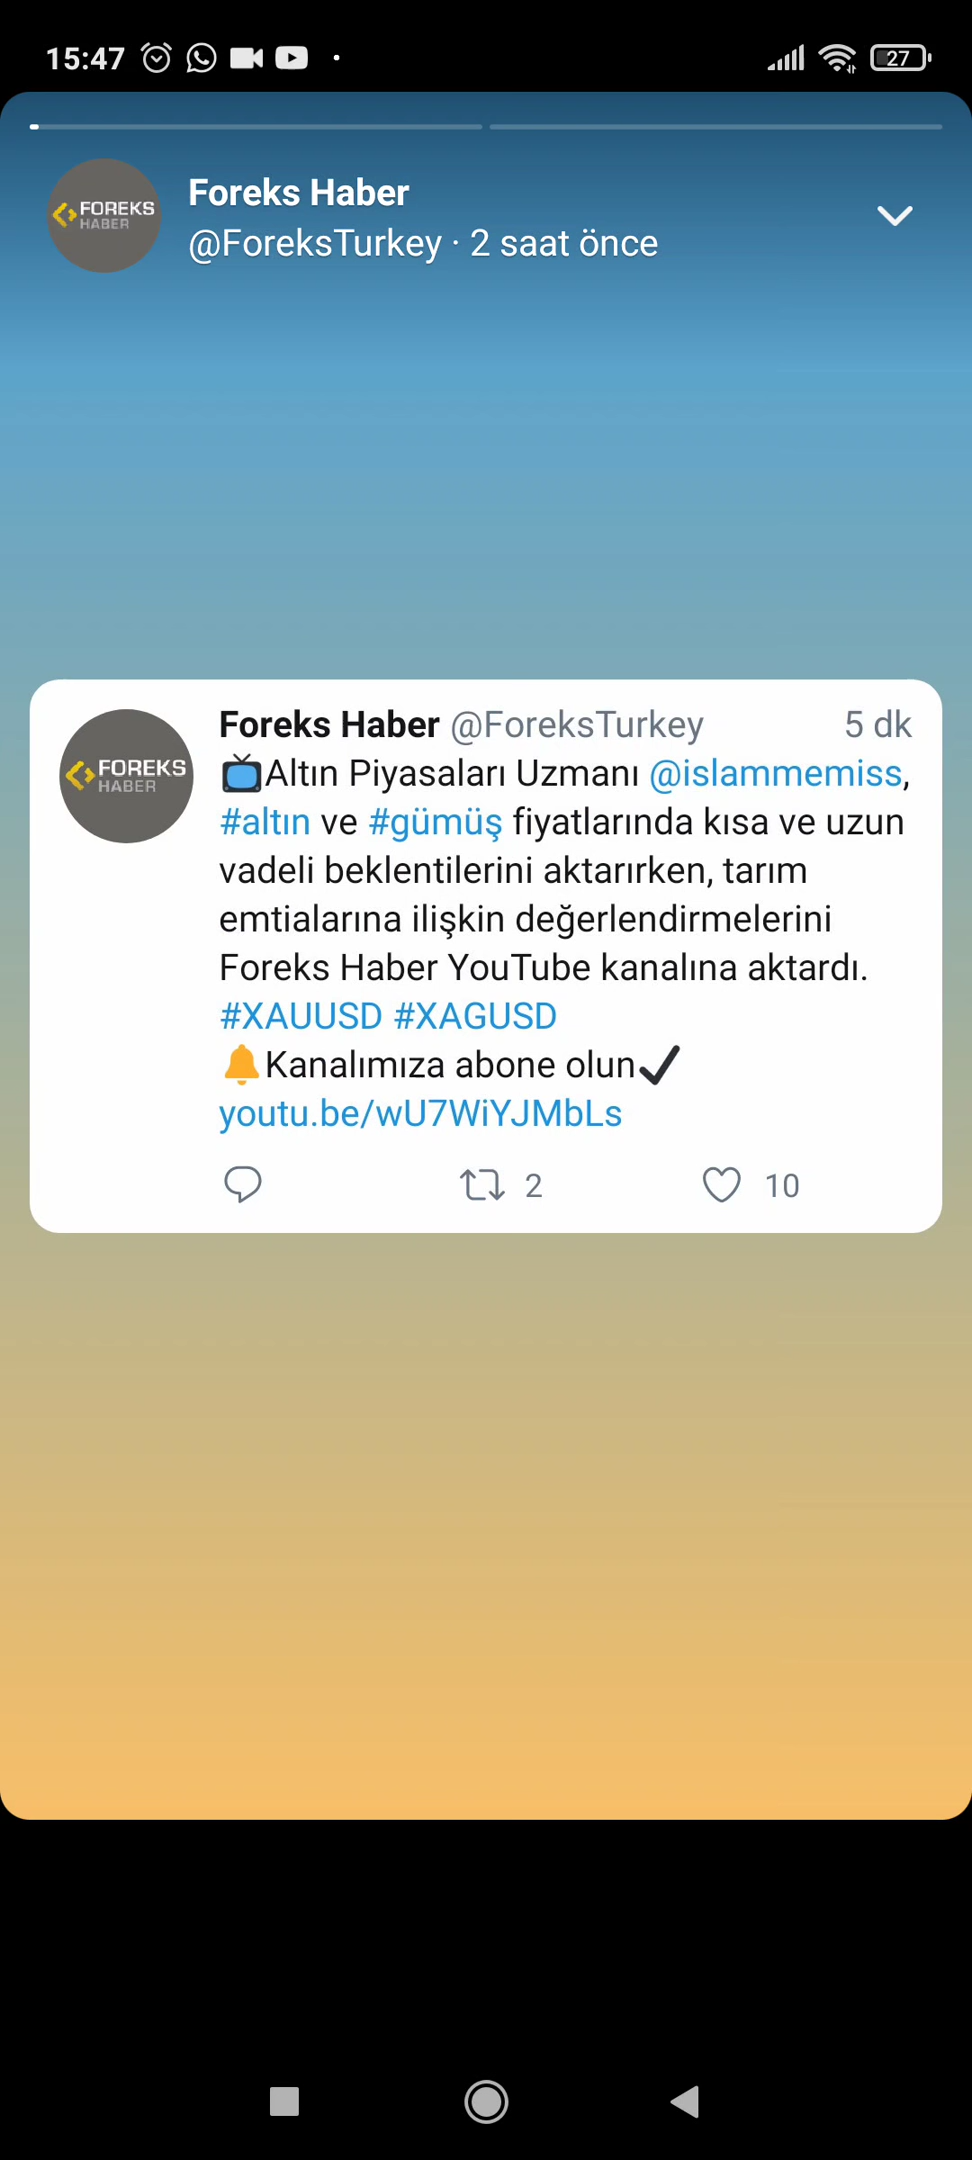 15:47
27
FOREKS
HABER
Foreks Haber
@ForeksTurkey · 2 saat önce
FOREKS
HABER
Foreks Haber @ForeksTurkey 5 dk
📺Altın Piyasaları Uzmanı @islammemiss,
#altın ve #gümüş fiyatlarında kısa ve uzun
vadeli beklentilerini aktarırken, tarım
emtialarına ilişkin değerlendirmelerini
Foreks Haber YouTube kanalına aktardı.
#XAUUSD #XAGUSD
🔔Kanalımıza abone olun✔
youtu.be/wU7WiYJMbLs
2 10